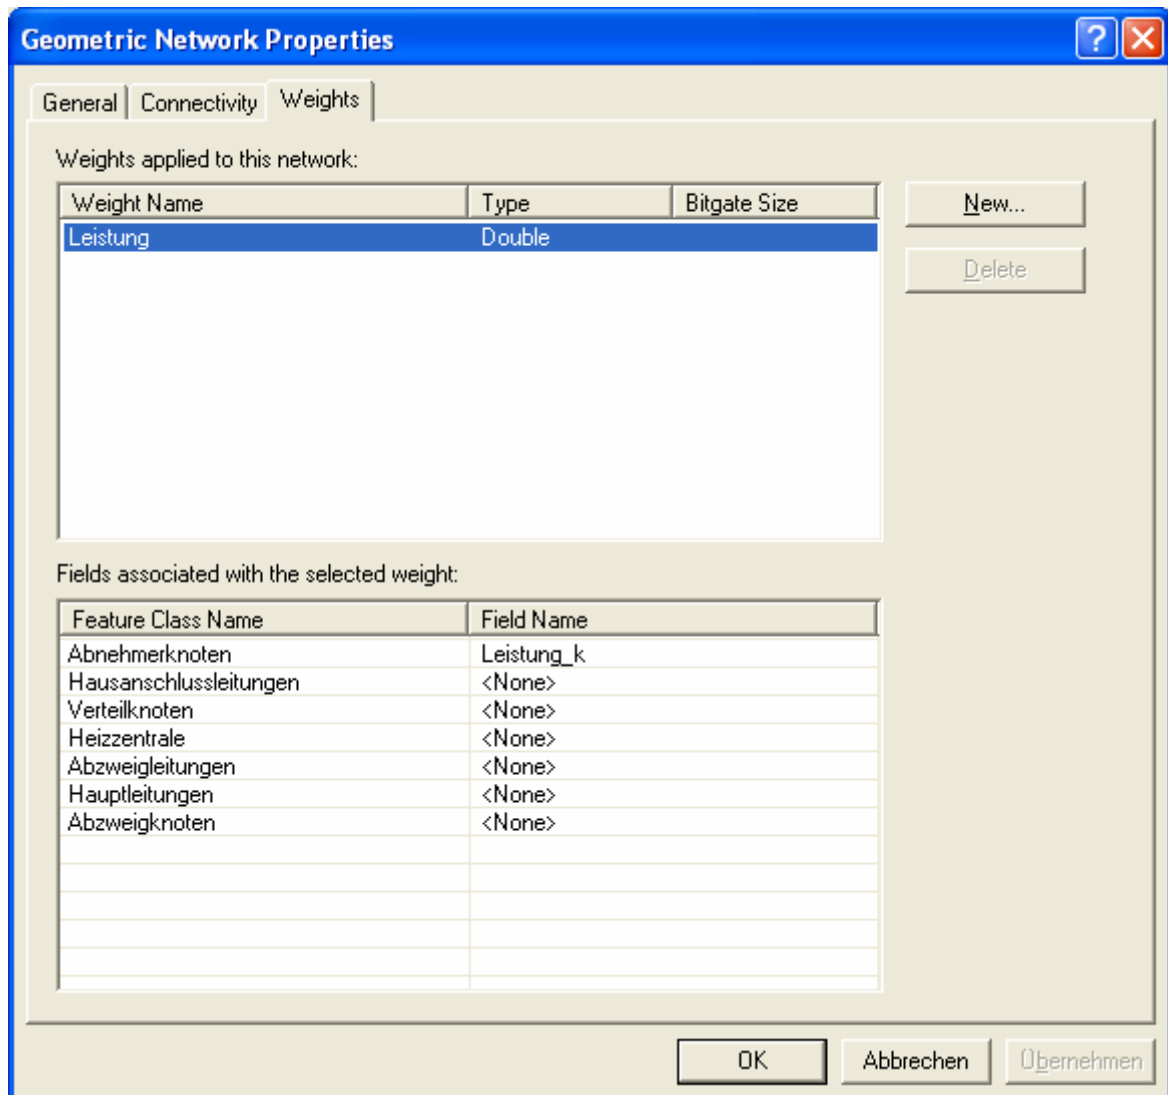 Geometric Network Properties
General Connectivity Weights
Weights applied to this network:
Weight Name Type Bitgate Size New...
Leistung Double
Delete
Fields associated with the selected weight:
Feature Class Name Field Name
Abnehmerknoten Leistung_k
Hausanschlussleitungen <None>
Verteilknoten <None>
Heizzentrale <None>
Abzweigleitungen <None>
Hauptleitungen <None>
Abzweigknoten <None>
OK Abbrechen Übernehmen